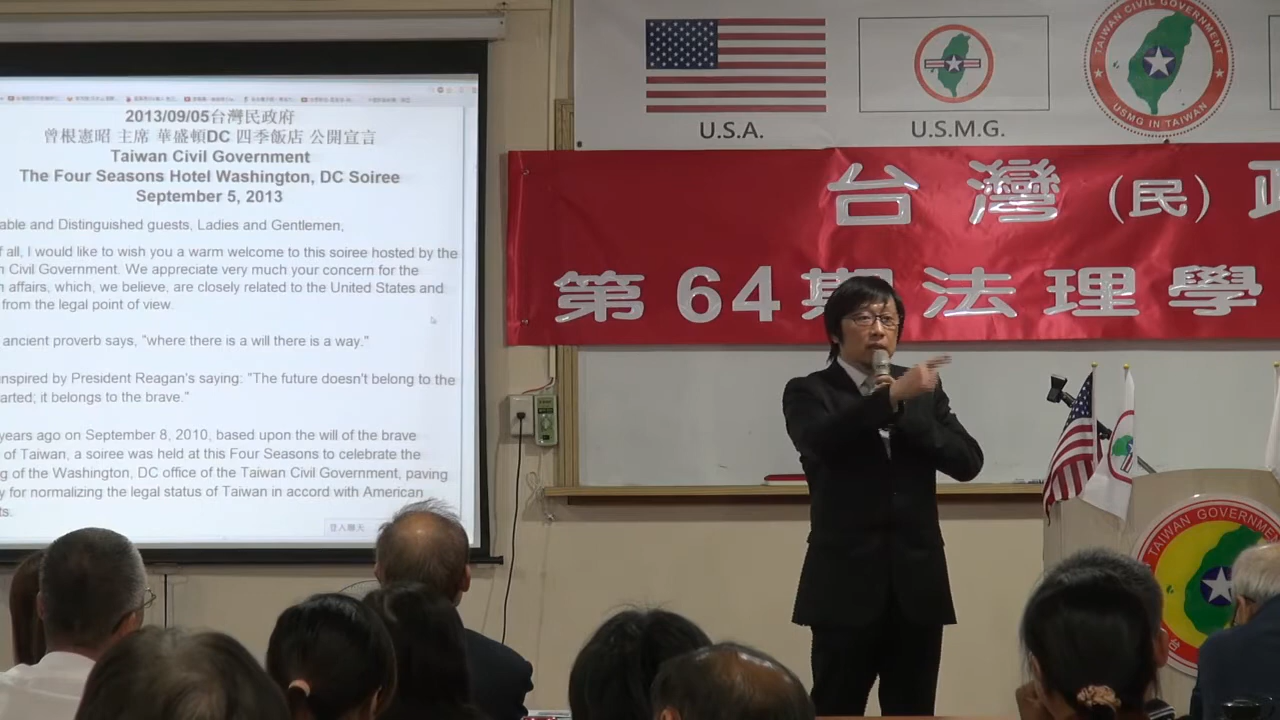 2013/09/05台灣民政府
曾根憲昭 主席 華盛頓DC 四季飯店 公開宣言
Taiwan Civil Government
The Four Seasons Hotel Washington, DC Soiree
September 5, 2013
able and Distinguished guests, Ladies and Gentlemen,
f all, I would like to wish you a warm welcome to this soiree hosted by the
n Civil Government. We appreciate very much your concern for the
n affairs, which, we believe, are closely related to the United States and
from the legal point of view.
ancient proverb says, "where there is a will there is a way."
nspired by President Reagan's saying: "The future doesn't belong to the
arted; it belongs to the brave."
years ago on September 8, 2010, based upon the will of the brave
of Taiwan, a soiree was held at this Four Seasons to celebrate the
g of the Washington, DC office of the Taiwan Civil Government, paving
y for normalizing the legal status of Taiwan in accord with American
ts.
登入聊天
U.S.A.
U.S.M.G.
TAIWAN CIVIL GOVERNMENT
USMG IN TAIWAN
台灣(民)政
第64期法理學
TAIWAN GOVERNMENT